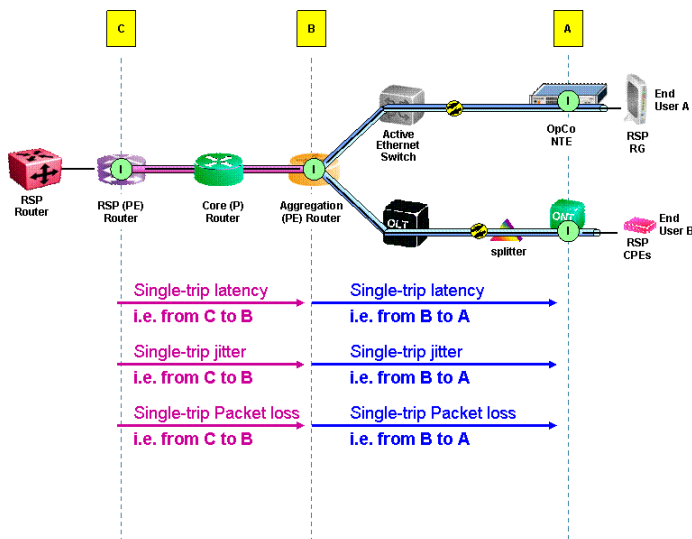 C
B
A
I
I
I
I
RSP
Router
RSP (PE)
Router
Core (P)
Router
Aggregation
(PE) Router
Active
Ethernet
Switch
OpCo
NTE
End
User A
RSP
RG
OLT
splitter
ONT
End
User B
RSP
CPEs
Single-trip latency
i.e. from C to B
Single-trip latency
i.e. from B to A
Single-trip jitter
i.e. from C to B
Single-trip jitter
i.e. from B to A
Single-trip Packet loss
i.e. from C to B
Single-trip Packet loss
i.e. from B to A